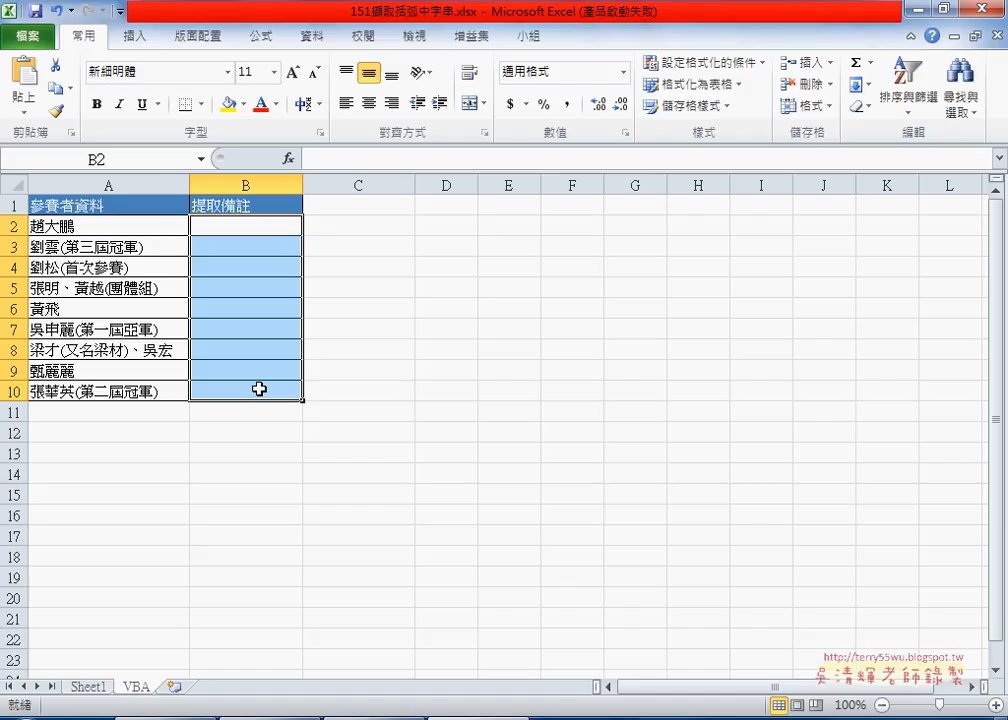 151擷取括弧中字串.xlsx - Microsoft Excel (產品啟動失敗)
檔案 常用 插入 版面配置 公式 資料 校閱 檢視 增益集 小組
貼上
新細明體 11
B I U
通用格式
$ % ,
設定格式化的條件
格式化為表格
儲存格樣式
插入
刪除
格式
Σ
排序與篩選
尋找與選取
剪貼簿 字型 對齊方式 數值 樣式 儲存格 編輯
B2 fx
A B C D E F G H I J K L
1 參賽者資料 提取備註
2 趙大鵬
3 劉雲(第三屆冠軍)
4 劉松(首次參賽)
5 張明、黃越(團體組)
6 黃飛
7 吳申麗(第一屆亞軍)
8 梁才(又名梁材)、吳宏
9 甄麗麗
10 張華英(第二屆冠軍)
11
12
13
14
15
16
17
18
19
20
21
22
23
http://terry55wu.blogspot.tw
吳清輝老師錄製
Sheet1 VBA
就緒 100%